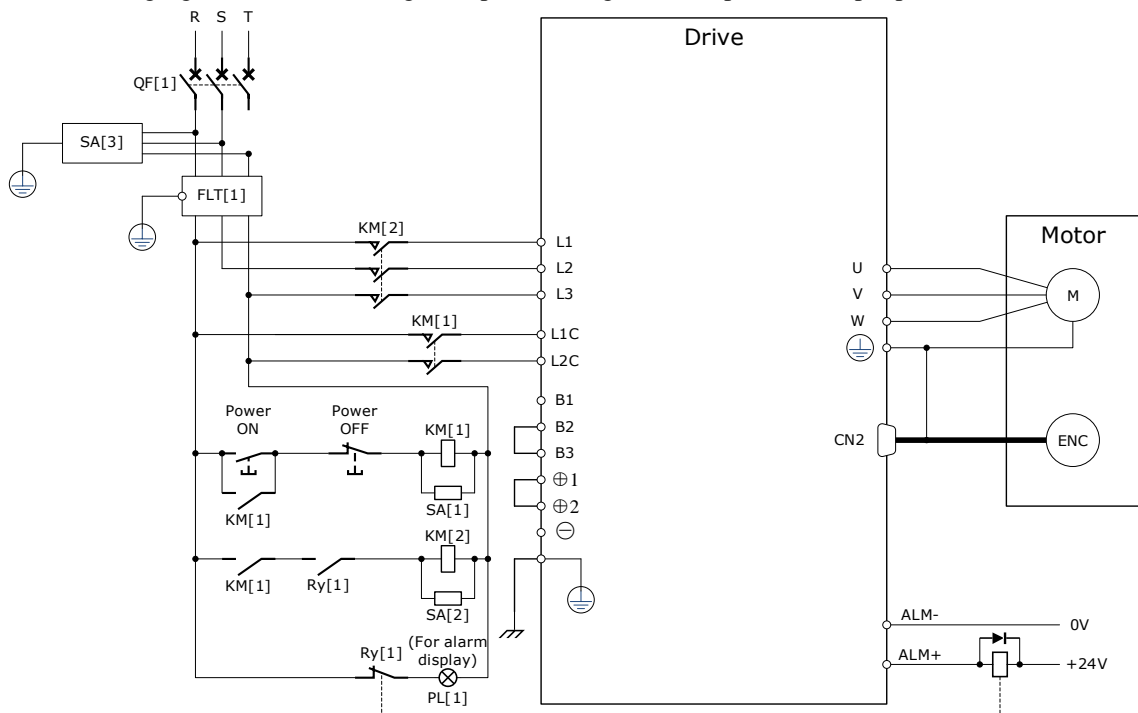 R S T
Drive
QF[1]
SA[3]
FLT[1]
KM[2]
L1
L2
L3
KM[1]
L1C
L2C
B1
B2
B3
⊕1
⊕2
⊖
U
V
W
Motor
M
CN2
ENC
Power
ON
Power
OFF
KM[1]
KM[1]
SA[1]
KM[2]
KM[1]
Ry[1]
SA[2]
Ry[1]
(For alarm
display)
PL[1]
ALM-
0V
ALM+
+24V